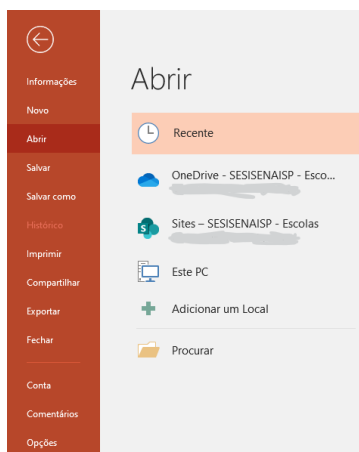 Informações
Novo
Abrir
Salvar
Salvar como
Histórico
Imprimir
Compartilhar
Exportar
Fechar
Conta
Comentários
Opções
Abrir
Recente
OneDrive - SESISENAISP - Esco...
Sites – SESISENAISP - Escolas
Este PC
Adicionar um Local
Procurar